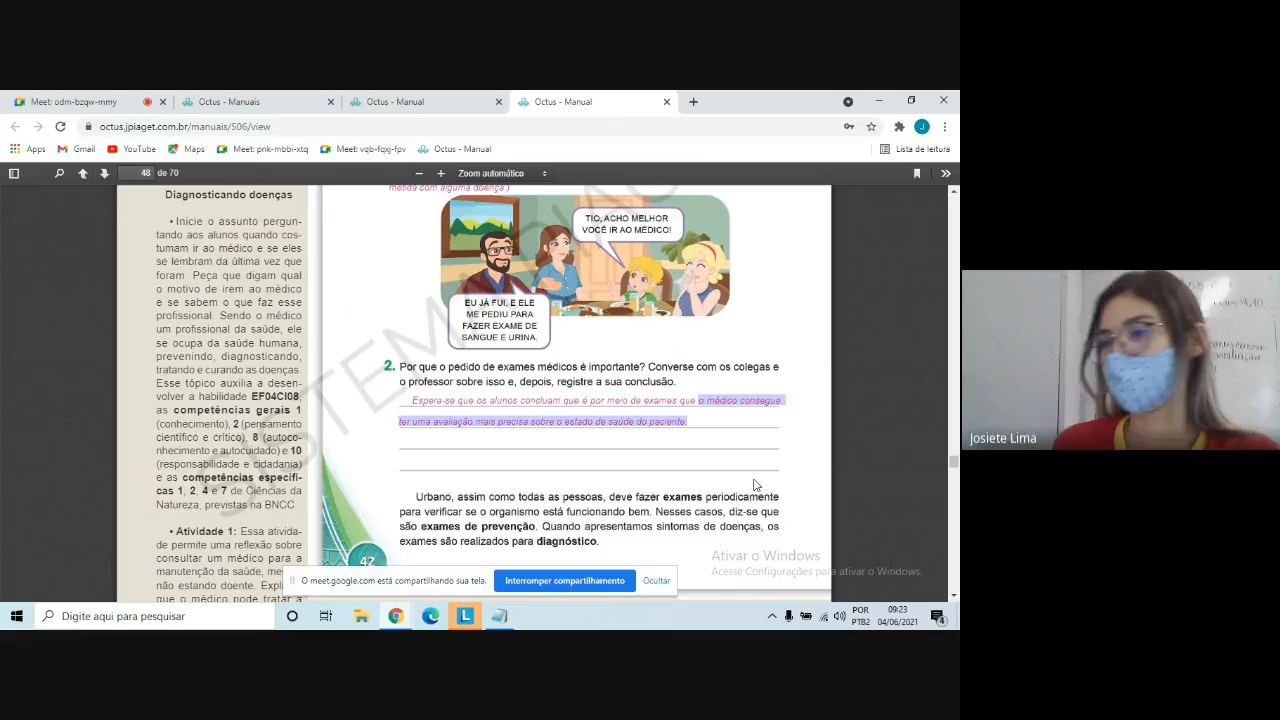 Meet: odm-bzqw-mmy
Octus - Manuais
Octus - Manual
Octus - Manual
octus.jpiaget.com.br/manuais/506/view
Apps
Gmail
YouTube
Maps
Meet: pnk-mbbi-xtq
Meet: vqb-fqxj-fpv
Octus - Manual
Lista de leitura
48 de 70
Zoom automático
Diagnosticando doenças
• Inicie o assunto pergun-
tando aos alunos quando cos-
tumam ir ao médico e se eles
se lembram da última vez que
foram. Peça que digam qual
o motivo de irem ao médico
e se sabem o que faz esse
profissional. Sendo o médico
um profissional da saúde, ele
se ocupa da saúde humana,
prevenindo, diagnosticando,
tratando e curando as doenças.
Esse tópico auxilia a desen-
volver a habilidade EF04CI08,
as competências gerais 1
(conhecimento), 2 (pensamento
científico e crítico), 8 (autoco-
nhecimento e autocuidado) e 10
(responsabilidade e cidadania)
e as competências específi-
cas 1, 2, 4 e 7 de Ciências da
Natureza, previstas na BNCC
• Atividade 1: Essa ativida-
de permite uma reflexão sobre
consultar um médico para a
manutenção da saúde, me
não estando doente. Expli
que o médico pode tratar a
metida com alguma doença.)
TIO, ACHO MELHOR
VOCÊ IR AO MÉDICO!
EU JÁ FUI, E ELE
ME PEDIU PARA
FAZER EXAME DE
SANGUE E URINA.
2. Por que o pedido de exames médicos é importante? Converse com os colegas e
o professor sobre isso e, depois, registre a sua conclusão.
Espera-se que os alunos concluam que é por meio de exames que o médico consegue
ter uma avaliação mais precisa sobre o estado de saúde do paciente.
Urbano, assim como todas as pessoas, deve fazer exames periodicamente
para verificar se o organismo está funcionando bem. Nesses casos, diz-se que
são exames de prevenção. Quando apresentamos sintomas de doenças, os
exames são realizados para diagnóstico.
42
SISTEMA
Ativar o Windows
Acesse Configurações para ativar o Windows.
O meet.google.com está compartilhando sua tela.
Interromper compartilhamento
Ocultar
Digite aqui para pesquisar
POR
PTB2
09:23
04/06/2021
4
Josiete Lima